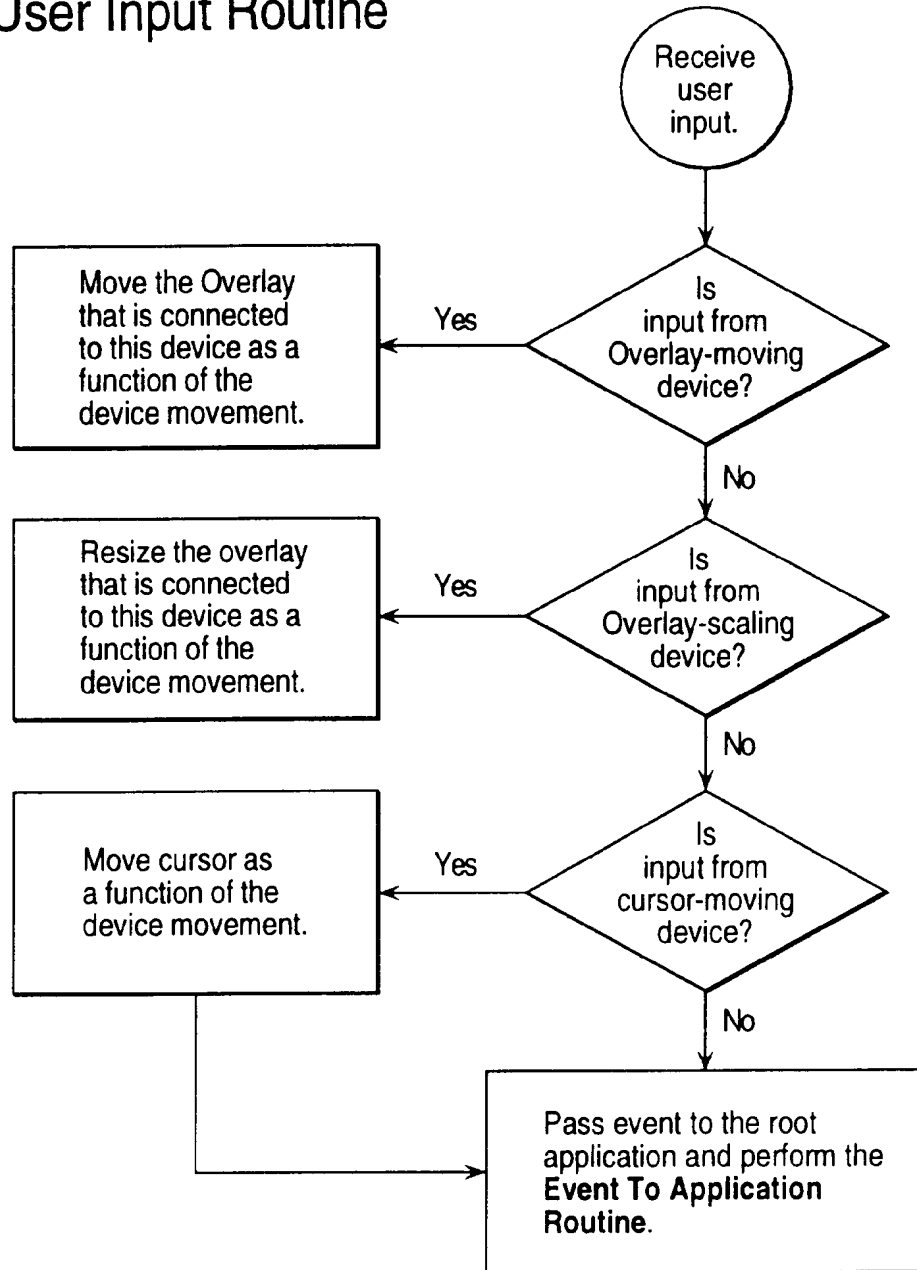 User Input Routine
Receive
user
input.
Is
input from
Overlay-moving
device?
Yes
Move the Overlay
that is connected
to this device as a
function of the
device movement.
No
Is
input from
Overlay-scaling
device?
Yes
Resize the overlay
that is connected
to this device as a
function of the
device movement.
No
Is
input from
cursor-moving
device?
Yes
Move cursor as
a function of the
device movement.
No
Pass event to the root
application and perform the
Event To Application
Routine.